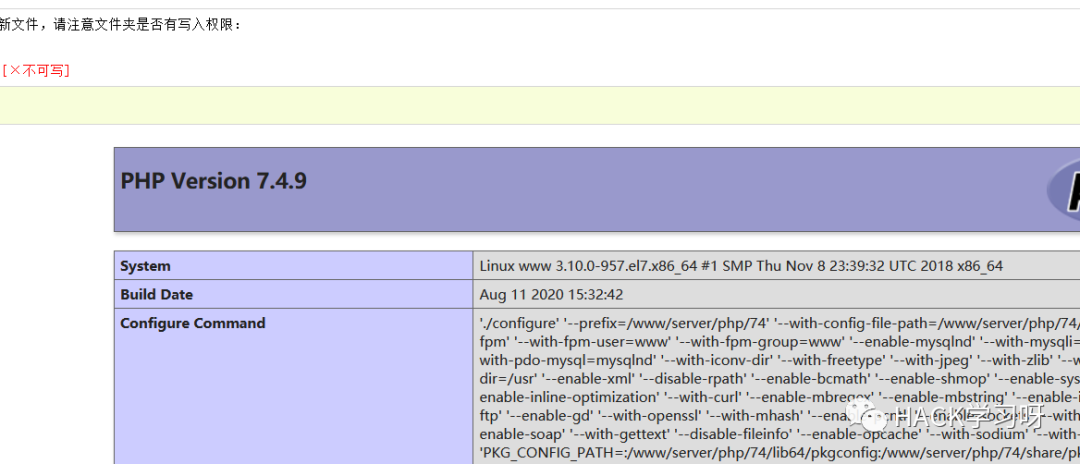 新文件，请注意文件夹是否有写入权限：
[×不可写]
PHP Version 7.4.9
System Linux www 3.10.0-957.el7.x86_64 #1 SMP Thu Nov 8 23:39:32 UTC 2018 x86_64
Build Date Aug 11 2020 15:32:42
Configure Command './configure' '--prefix=/www/server/php/74' '--with-config-file-path=/www/server/php/74/
fpm' '--with-fpm-user=www' '--with-fpm-group=www' '--enable-mysqlnd' '--with-mysqli=
with-pdo-mysql=mysqlnd' '--with-iconv-dir' '--with-freetype' '--with-jpeg' '--with-zlib' '--w
dir=/usr' '--enable-xml' '--disable-rpath' '--enable-bcmath' '--enable-shmop' '--enable-sys
enable-inline-optimization' '--with-curl' '--enable-mbregex' '--enable-mbstring' '--enable-i
ftp' '--enable-gd' '--with-openssl' '--with-mhash' '--with-
enable-soap' '--with-gettext' '--disable-fileinfo' '--enable-opcache' '--with-sodium' '--with-
'PKG_CONFIG_PATH=:/www/server/php/74/lib64/pkgconfig:/www/server/php/74/share/pk
HACK学习呀